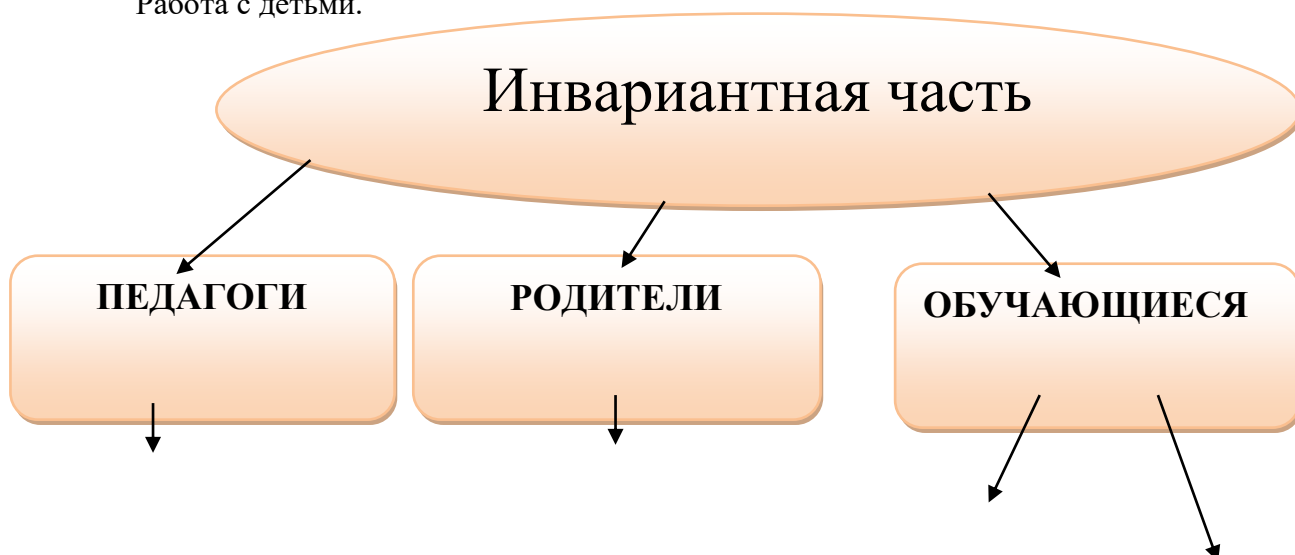 Работа с детьми.
Инвариантная часть
ПЕДАГОГИ
РОДИТЕЛИ
ОБУЧАЮЩИЕСЯ